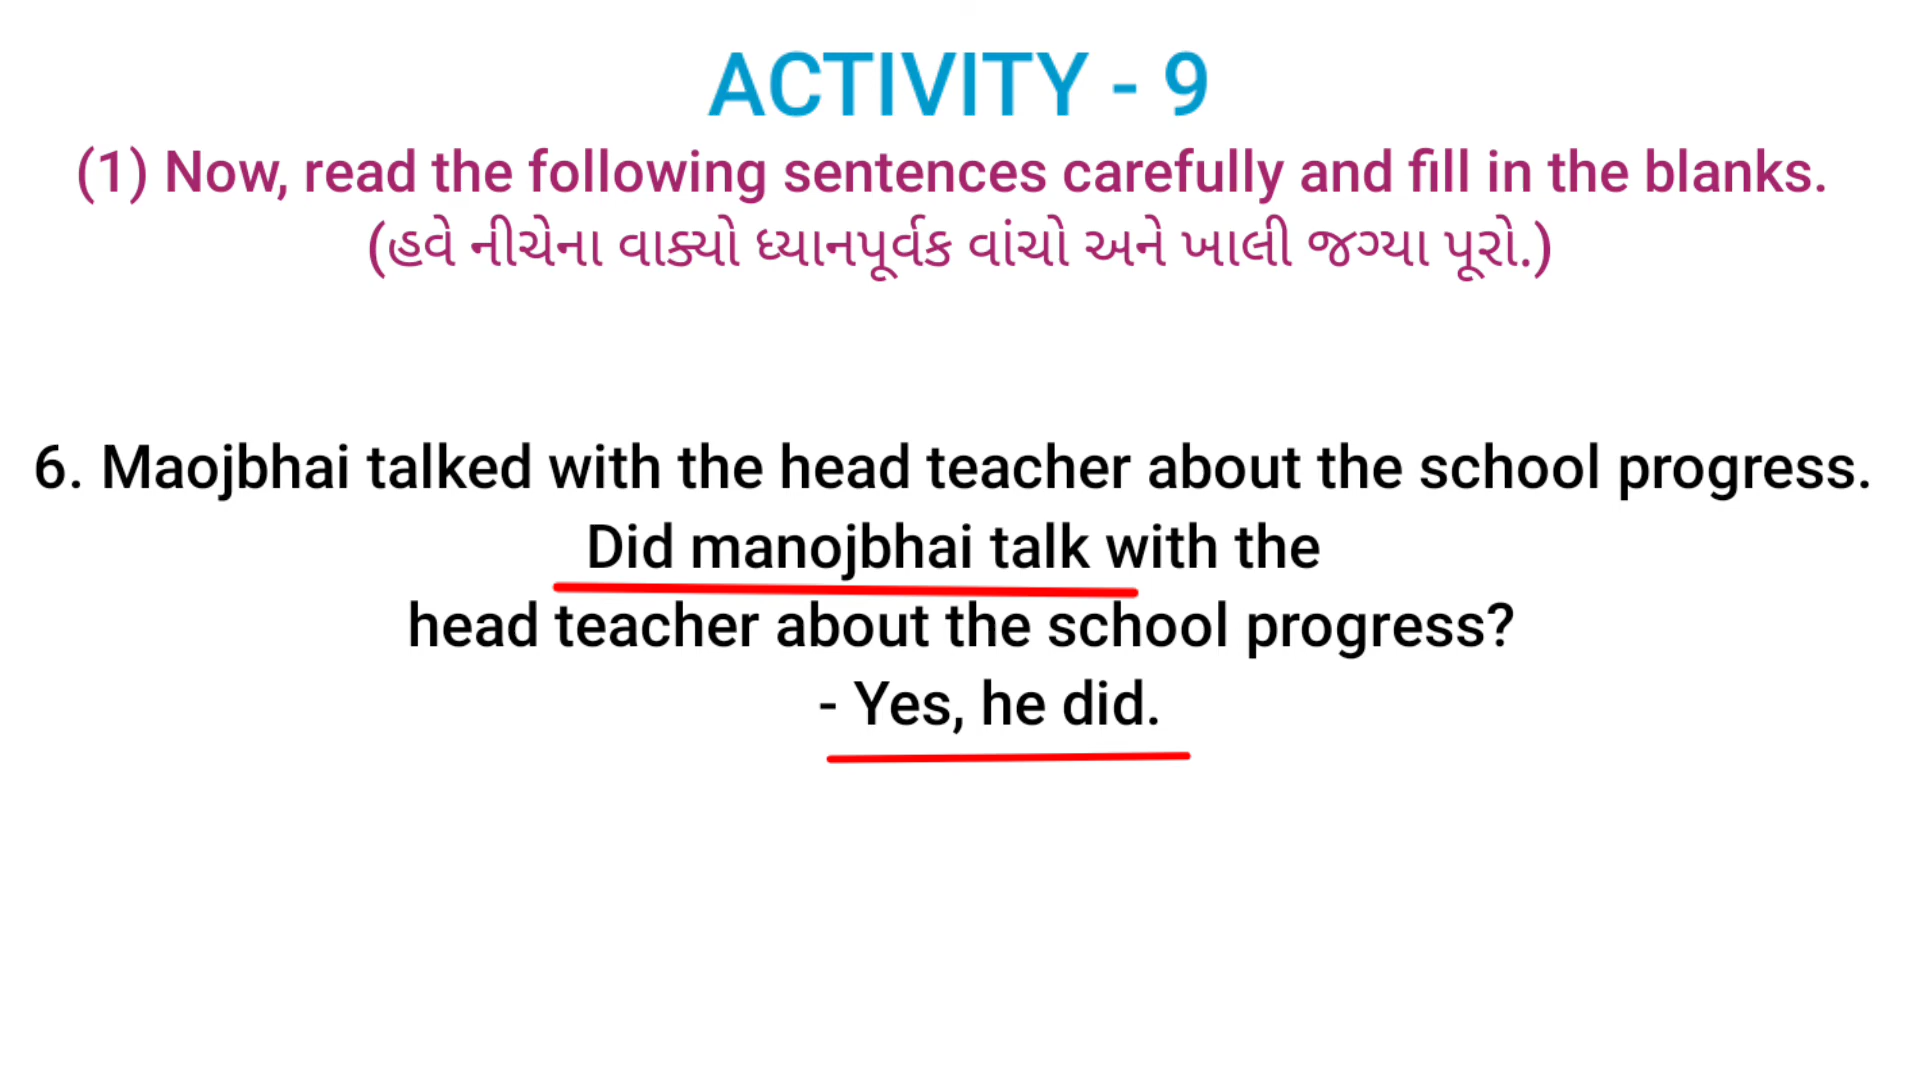 ACTIVITY - 9
(1) Now, read the following sentences carefully and fill in the blanks.
(હવે નીચેના વાક્યો ધ્યાનપૂર્વક વાંચો અને ખાલી જગ્યા પૂરો.)
6. Maojbhai talked with the head teacher about the school progress.
Did manojbhai talk with the
head teacher about the school progress?
- Yes, he did.